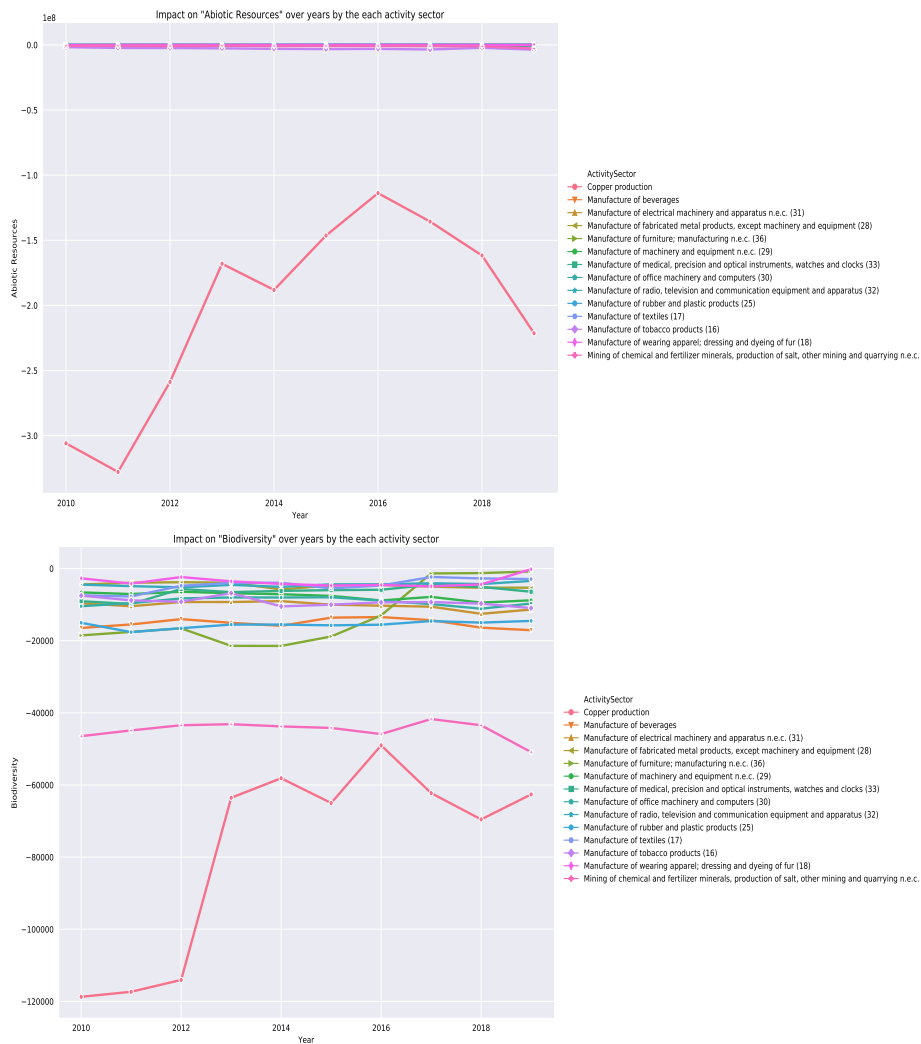 Impact on "Abiotic Resources" over years by the each activity sector
1e8
0.0
−0.5
−1.0
−1.5
−2.0
−2.5
−3.0
Abiotic Resources
2010 2012 2014 2016 2018
Year
ActivitySector
Copper production
Manufacture of beverages
Manufacture of electrical machinery and apparatus n.e.c. (31)
Manufacture of fabricated metal products, except machinery and equipment (28)
Manufacture of furniture; manufacturing n.e.c. (36)
Manufacture of machinery and equipment n.e.c. (29)
Manufacture of medical, precision and optical instruments, watches and clocks (33)
Manufacture of office machinery and computers (30)
Manufacture of radio, television and communication equipment and apparatus (32)
Manufacture of rubber and plastic products (25)
Manufacture of textiles (17)
Manufacture of tobacco products (16)
Manufacture of wearing apparel; dressing and dyeing of fur (18)
Mining of chemical and fertilizer minerals, production of salt, other mining and quarrying n.e.c.
Impact on "Biodiversity" over years by the each activity sector
0
−20000
−40000
−60000
−80000
−100000
−120000
Biodiversity
2010 2012 2014 2016 2018
Year
ActivitySector
Copper production
Manufacture of beverages
Manufacture of electrical machinery and apparatus n.e.c. (31)
Manufacture of fabricated metal products, except machinery and equipment (28)
Manufacture of furniture; manufacturing n.e.c. (36)
Manufacture of machinery and equipment n.e.c. (29)
Manufacture of medical, precision and optical instruments, watches and clocks (33)
Manufacture of office machinery and computers (30)
Manufacture of radio, television and communication equipment and apparatus (32)
Manufacture of rubber and plastic products (25)
Manufacture of textiles (17)
Manufacture of tobacco products (16)
Manufacture of wearing apparel; dressing and dyeing of fur (18)
Mining of chemical and fertilizer minerals, production of salt, other mining and quarrying n.e.c.